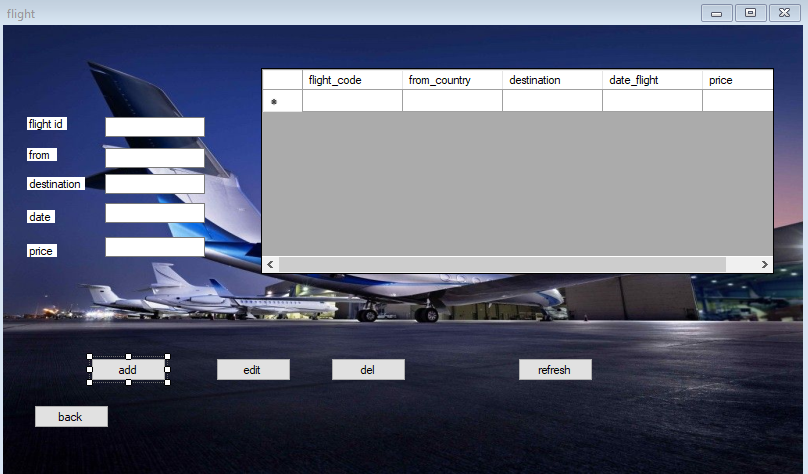 flight
flight_code from_country destination date_flight price
flight id
from
destination
date
price
add edit del refresh
back